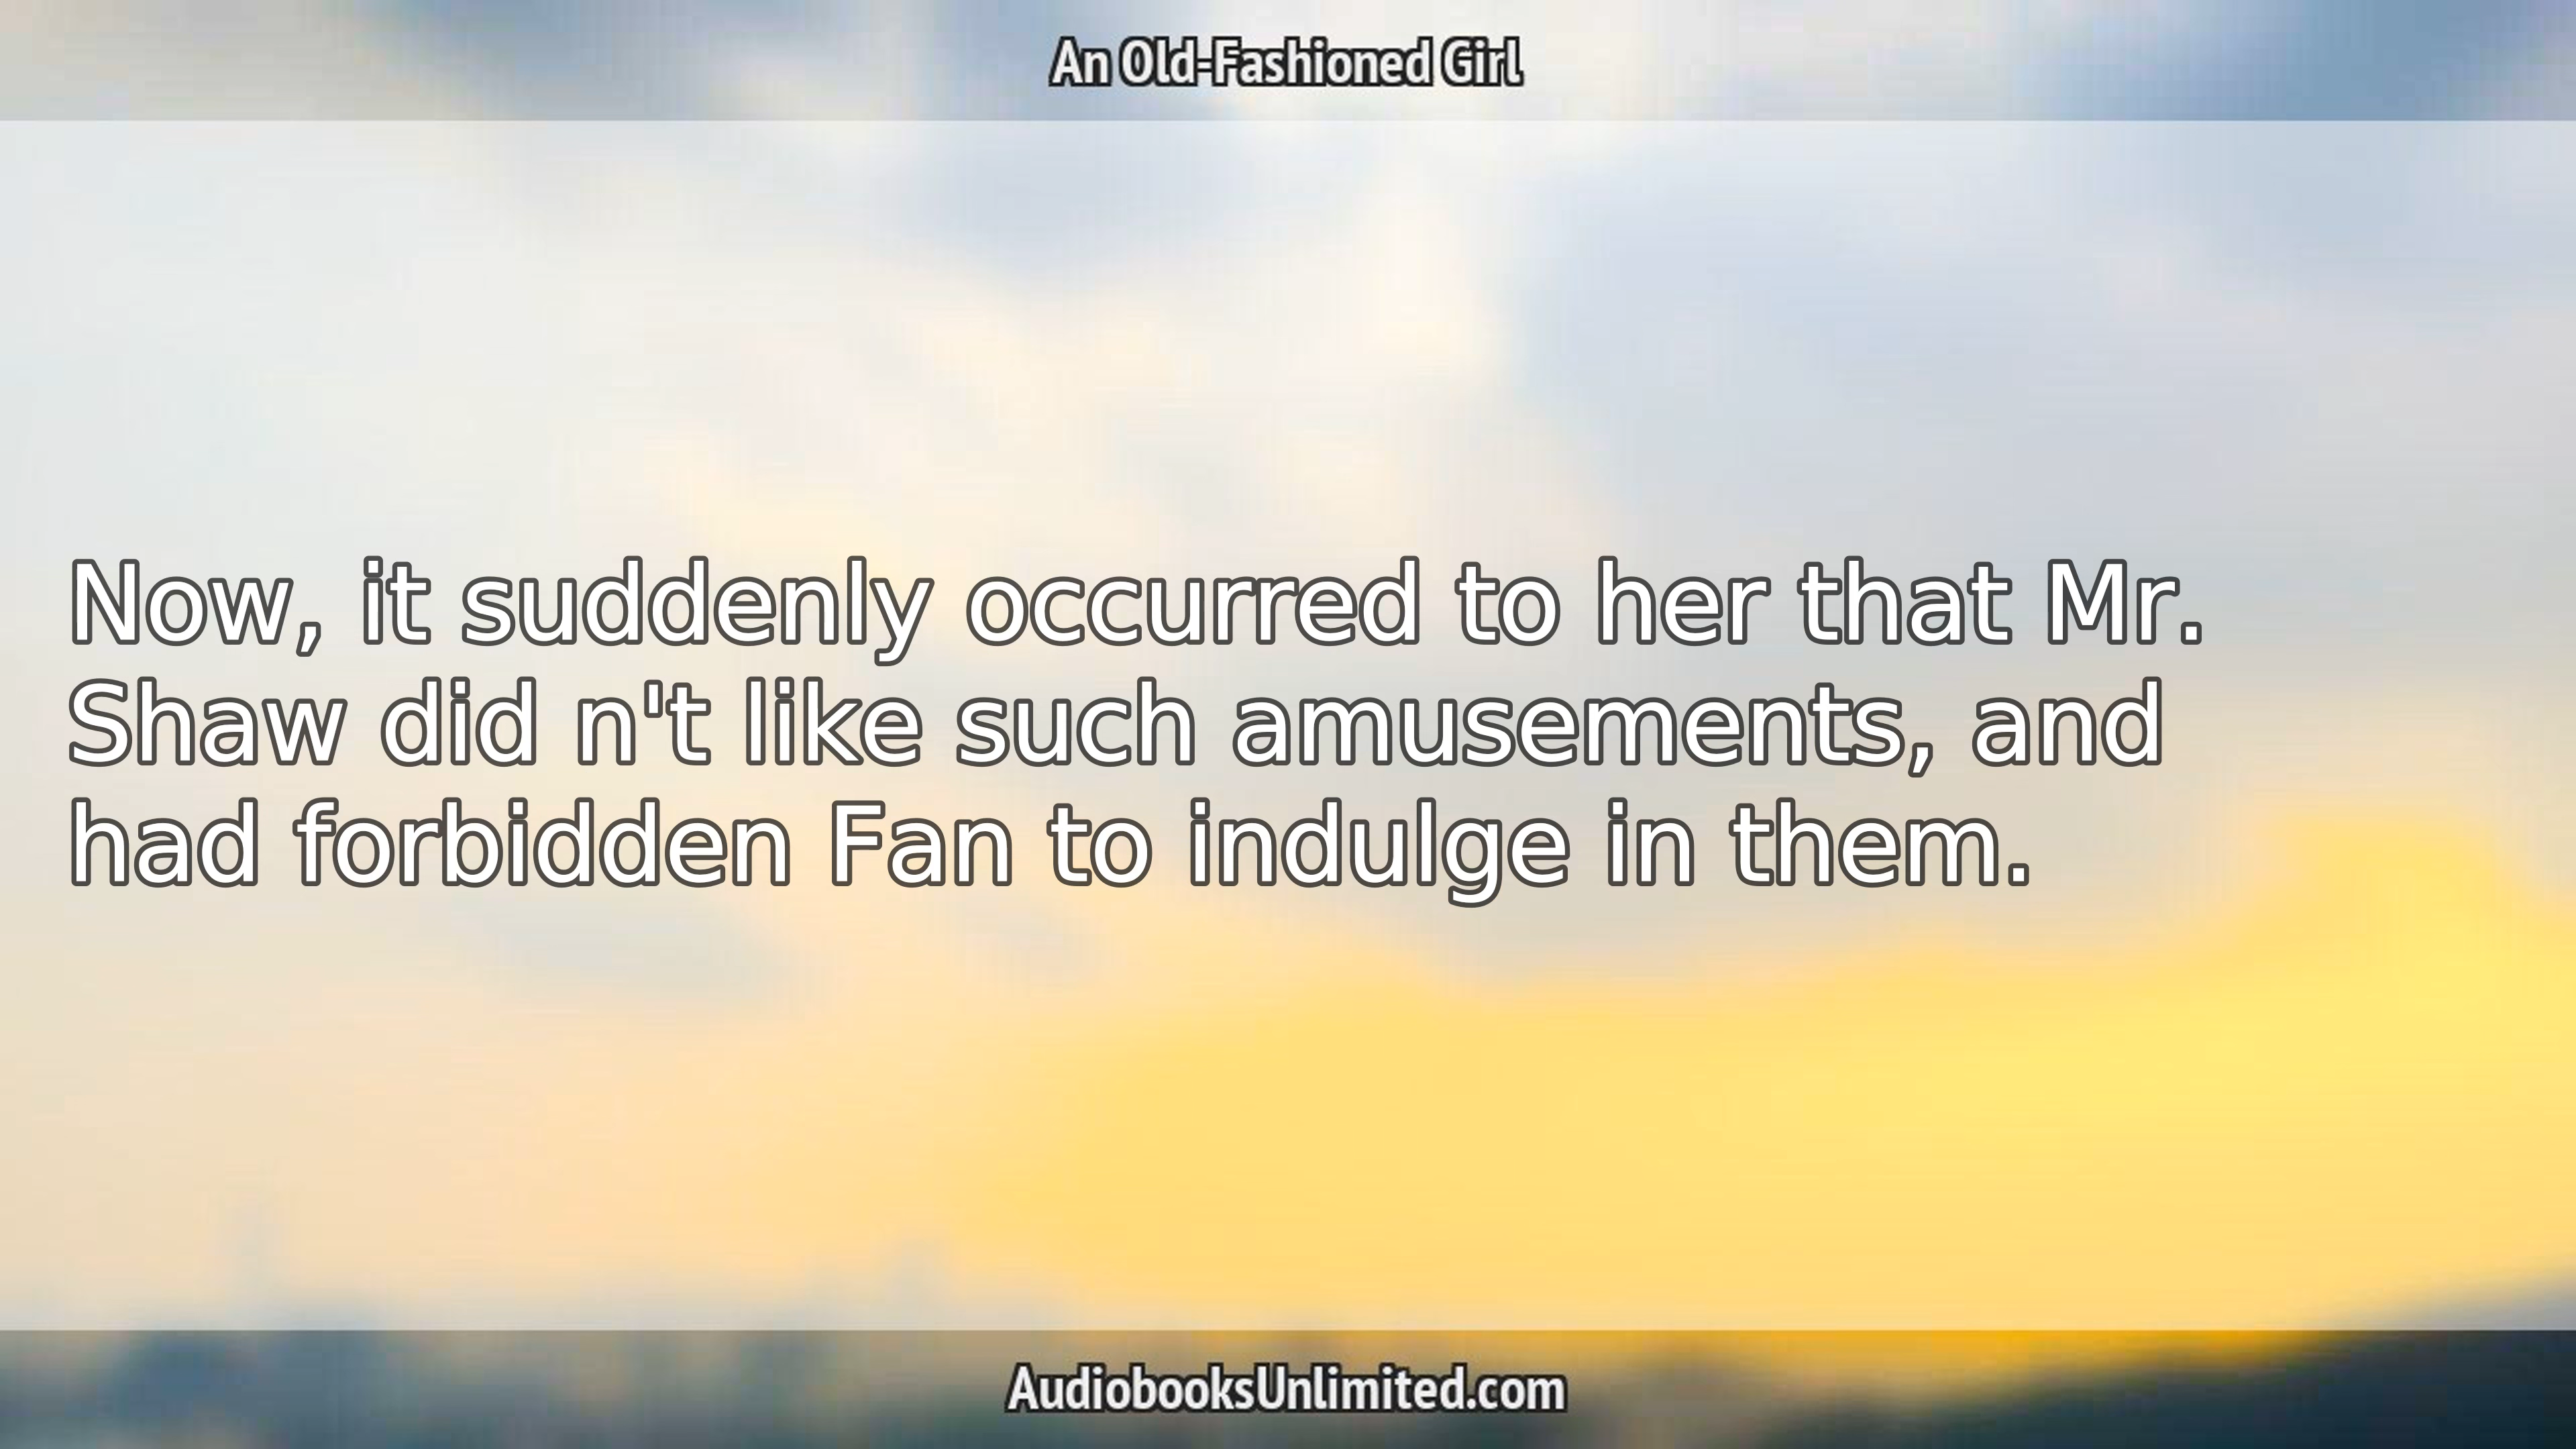 An Old-Fashioned Girl
Now, it suddenly occurred to her that Mr.
Shaw did n't like such amusements, and
had forbidden Fan to indulge in them.
AudiobooksUnlimited.com